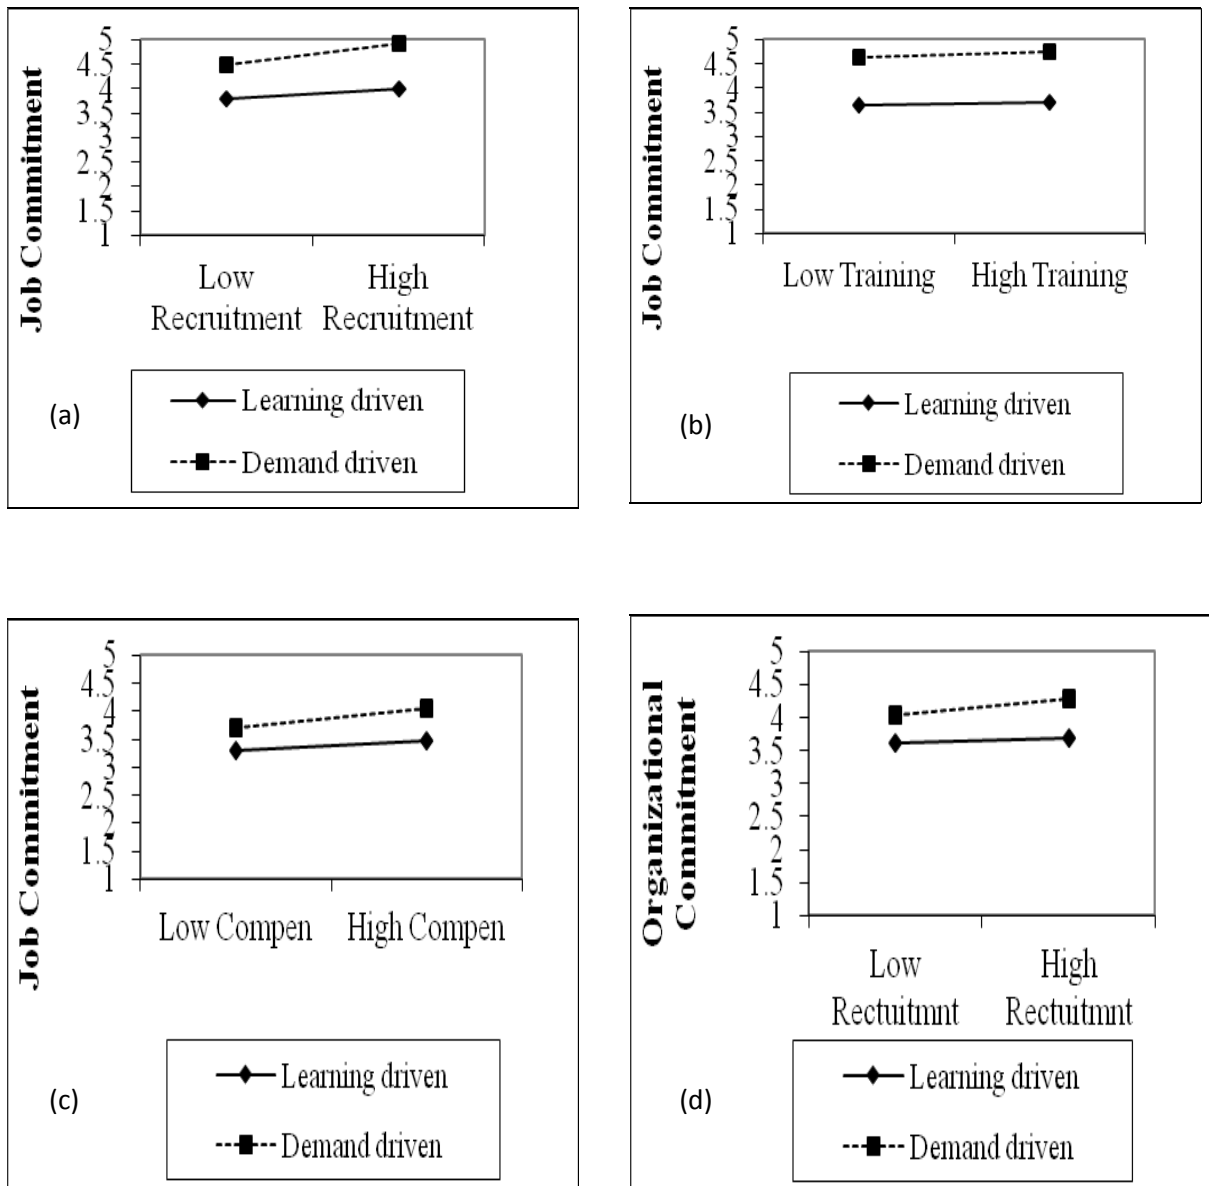 Job Commitment
5
4.5
4
3.5
3
2.5
2
1.5
1
Low
Recruitment
High
Recruitment
(a)
Learning driven
Demand driven
Job Commitment
5
4.5
4
3.5
3
2.5
2
1.5
1
Low Training
High Training
(b)
Learning driven
Demand driven
Job Commitment
5
4.5
4
3.5
3
2.5
2
1.5
1
Low Compen
High Compen
(c)
Learning driven
Demand driven
Organizational
Commitment
5
4.5
4
3.5
3
2.5
2
1.5
1
Low
Rectuitmnt
High
Rectuitmnt
(d)
Learning driven
Demand driven